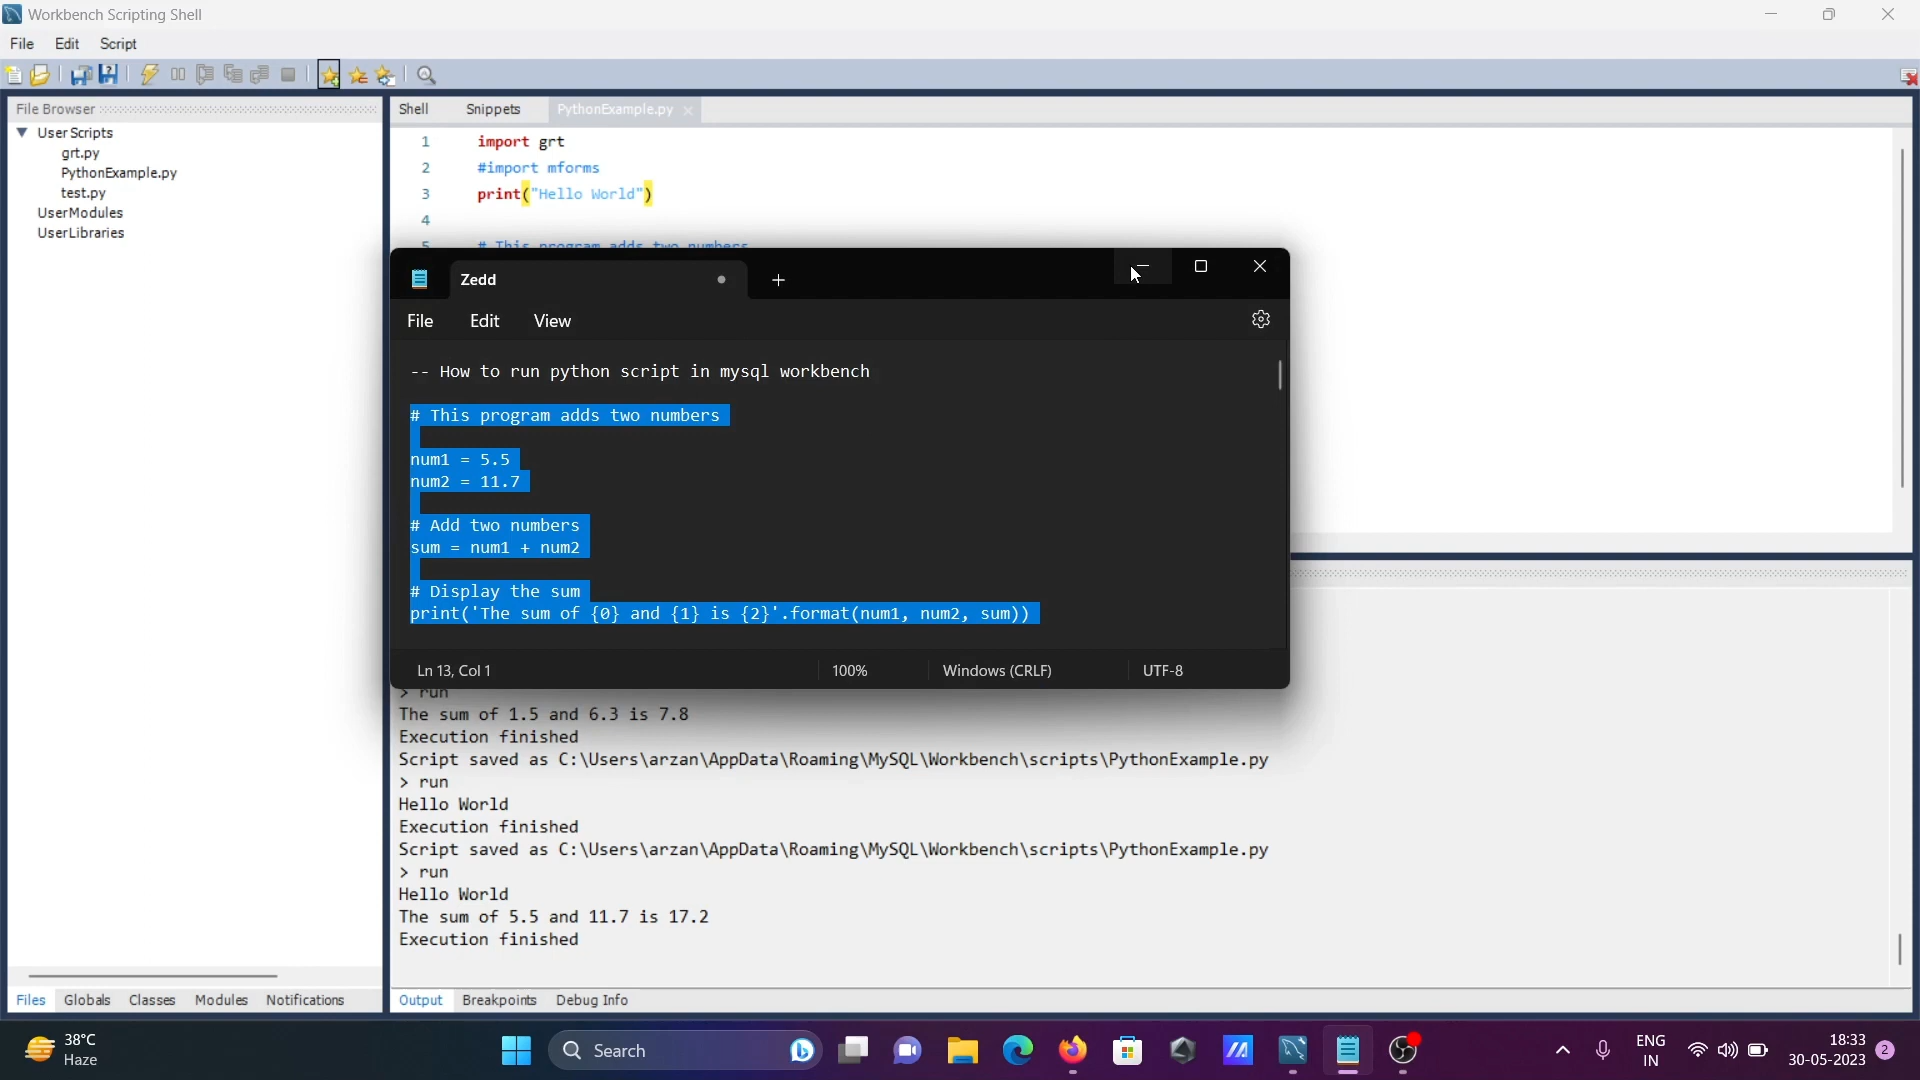 Workbench Scripting Shell
File Edit Script
File Browser
User Scripts
grt.py
PythonExample.py
test.py
User Modules
User Libraries
Shell Snippets PythonExample.py
1 import grt
2 #import mforms
3 print("Hello World")
4
5 # This program adds two numbers
Zedd
File Edit View
-- How to run python script in mysql workbench
# This program adds two numbers
num1 = 5.5
num2 = 11.7
# Add two numbers
sum = num1 + num2
# Display the sum
print('The sum of {0} and {1} is {2}'.format(num1, num2, sum))
Ln 13, Col 1 100% Windows (CRLF) UTF-8
> run
The sum of 1.5 and 6.3 is 7.8
Execution finished
Script saved as C:\Users\arzan\AppData\Roaming\MySQL\Workbench\scripts\PythonExample.py
> run
Hello World
Execution finished
Script saved as C:\Users\arzan\AppData\Roaming\MySQL\Workbench\scripts\PythonExample.py
> run
Hello World
The sum of 5.5 and 11.7 is 17.2
Execution finished
Files Globals Classes Modules Notifications
Output Breakpoints Debug Info
38°C
Haze
Search
ENG
IN
18:33
30-05-2023
2